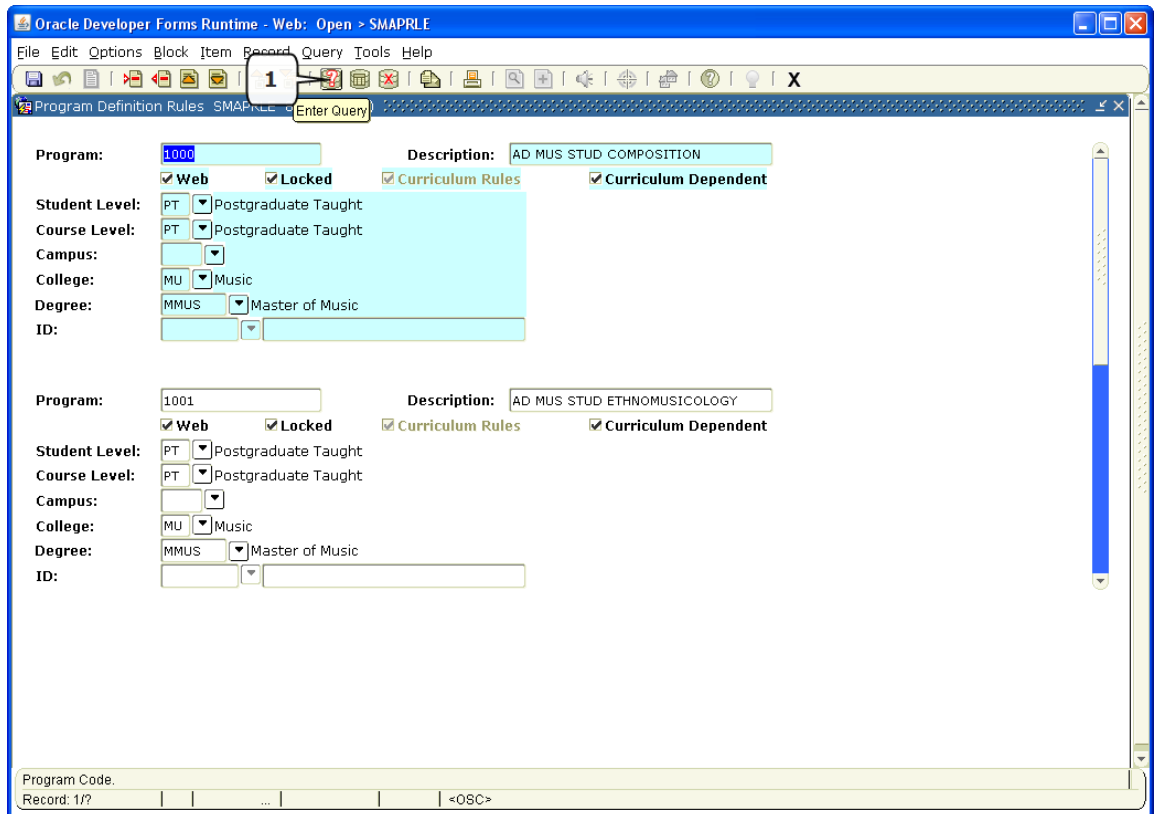 Oracle Developer Forms Runtime - Web: Open > SMAPRLE
File Edit Options Block Item Record Query Tools Help
1
X
Program Definition Rules SMAPRLE
Enter Query
Program: 1000 Description: AD MUS STUD COMPOSITION
Web Locked Curriculum Rules Curriculum Dependent
Student Level: PT Postgraduate Taught
Course Level: PT Postgraduate Taught
Campus:
College: MU Music
Degree: MMUS Master of Music
ID:
Program: 1001 Description: AD MUS STUD ETHNOMUSICOLOGY
Web Locked Curriculum Rules Curriculum Dependent
Student Level: PT Postgraduate Taught
Course Level: PT Postgraduate Taught
Campus:
College: MU Music
Degree: MMUS Master of Music
ID:
Program Code.
Record: 1/? ... <OSC>